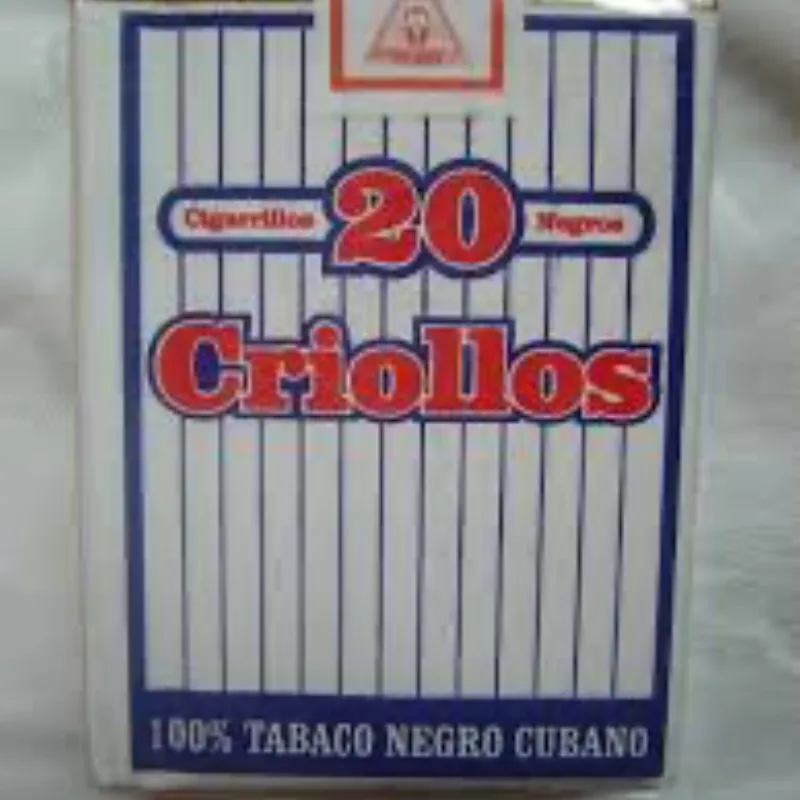 Cigarrillos 20 Negros
Criollos
100% TABACO NEGRO CUBANO